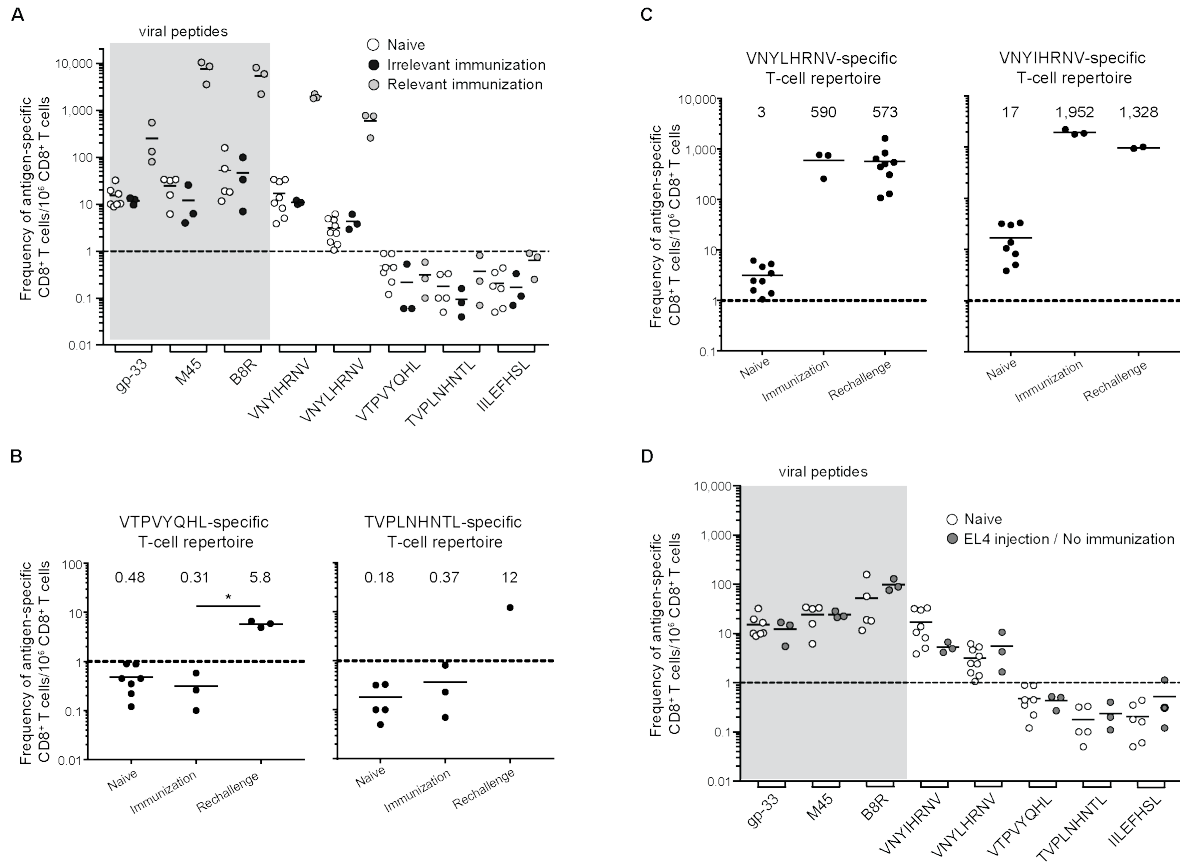 A
viral peptides
Naive
Irrelevant immunization
Relevant immunization
Frequency of antigen-specific
CD8⁺ T cells/10⁶ CD8⁺ T cells
10,000
1,000
100
10
1
0.1
0.01
gp-33
M45
B8R
VNYIHRNV
VNYLHRNV
VTPVYQHL
TVPLNHNTL
IILEFHSL
B
VTPVYQHL-specific
T-cell repertoire
TVPLNHNTL-specific
T-cell repertoire
Frequency of antigen-specific
CD8⁺ T cells/10⁶ CD8⁺ T cells
100
10
1
0.1
0.01
0.48
0.31
5.8
*
0.18
0.37
12
Naive
Immunization
Rechallenge
Naive
Immunization
Rechallenge
C
VNYLHRNV-specific
T-cell repertoire
VNYIHRNV-specific
T-cell repertoire
Frequency of antigen-specific
CD8⁺ T cells/10⁶ CD8⁺ T cells
10,000
1,000
100
10
1
0.1
3
590
573
17
1,952
1,328
Naive
Immunization
Rechallenge
Naive
Immunization
Rechallenge
D
viral peptides
Naive
EL4 injection / No immunization
Frequency of antigen-specific
CD8⁺ T cells/10⁶ CD8⁺ T cells
10,000
1,000
100
10
1
0.1
0.01
gp-33
M45
B8R
VNYIHRNV
VNYLHRNV
VTPVYQHL
TVPLNHNTL
IILEFHSL